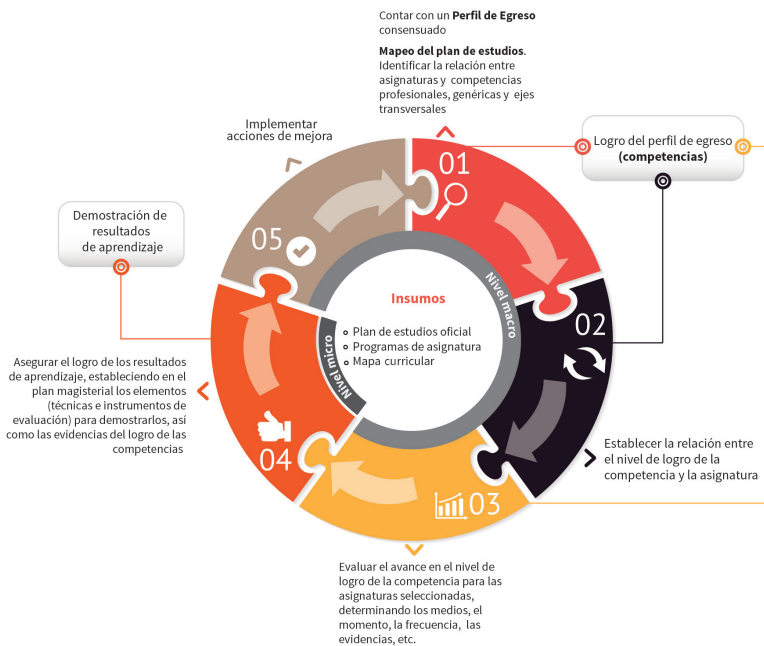 Contar con un Perfil de Egreso
consensuado
Mapeo del plan de estudios.
Identificar la relación entre
asignaturas y competencias
profesionales, genéricas y ejes
transversales
Implementar
acciones de mejora
Logro del perfil de egreso
(competencias)
Demostración de
resultados
de aprendizaje
01
02
03
04
05
Nivel macro
Nivel micro
Insumos
Plan de estudios oficial
Programas de asignatura
Mapa curricular
Asegurar el logro de los resultados
de aprendizaje, estableciendo en el
plan magisterial los elementos
(técnicas e instrumentos de
evaluación) para demostrarlos, así
como las evidencias del logro de las
competencias
Establecer la relación entre
el nivel de logro de la
competencia y la asignatura
Evaluar el avance en el nivel de
logro de la competencia para las
asignaturas seleccionadas,
determinando los medios, el
momento, la frecuencia, las
evidencias, etc.